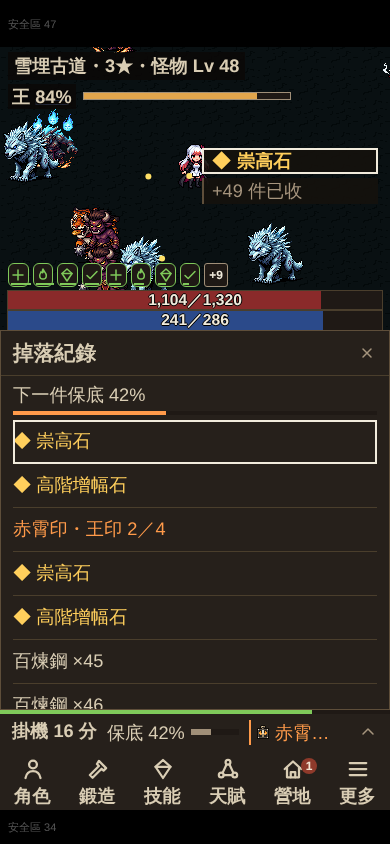 安全區 47
雪埋古道・3★・怪物 Lv 48
王 84%
崇高石
+49 件已收
+9
1,104／1,320
241／286
掉落紀錄
×
下一件保底 42%
崇高石
高階增幅石
赤霄印・王印 2／4
崇高石
高階增幅石
百煉鋼 ×45
百煉鋼 ×46
掛機 16 分 保底 42% 赤霄…
1
角色 鍛造 技能 天賦 營地 更多
安全區 34